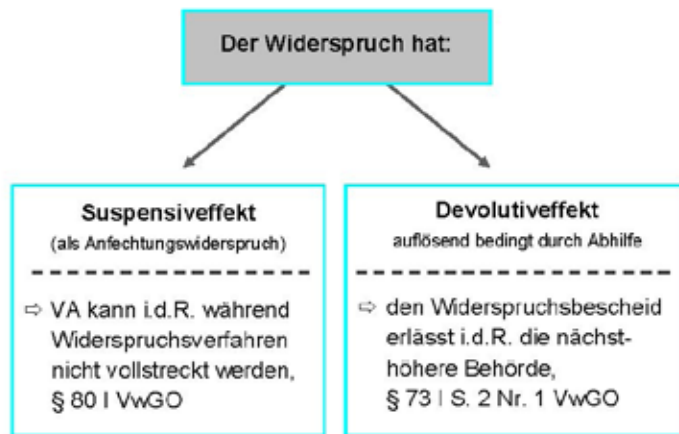 Der Widerspruch hat:
Suspensiveffekt
(als Anfechtungswiderspruch)
⇨ VA kann i.d.R. während
Widerspruchsverfahren
nicht vollstreckt werden,
§ 80 I VwGO
Devolutiveffekt
auflösend bedingt durch Abhilfe
⇨ den Widerspruchsbescheid
erlässt i.d.R. die nächst-
höhere Behörde,
§ 73 I S. 2 Nr. 1 VwGO